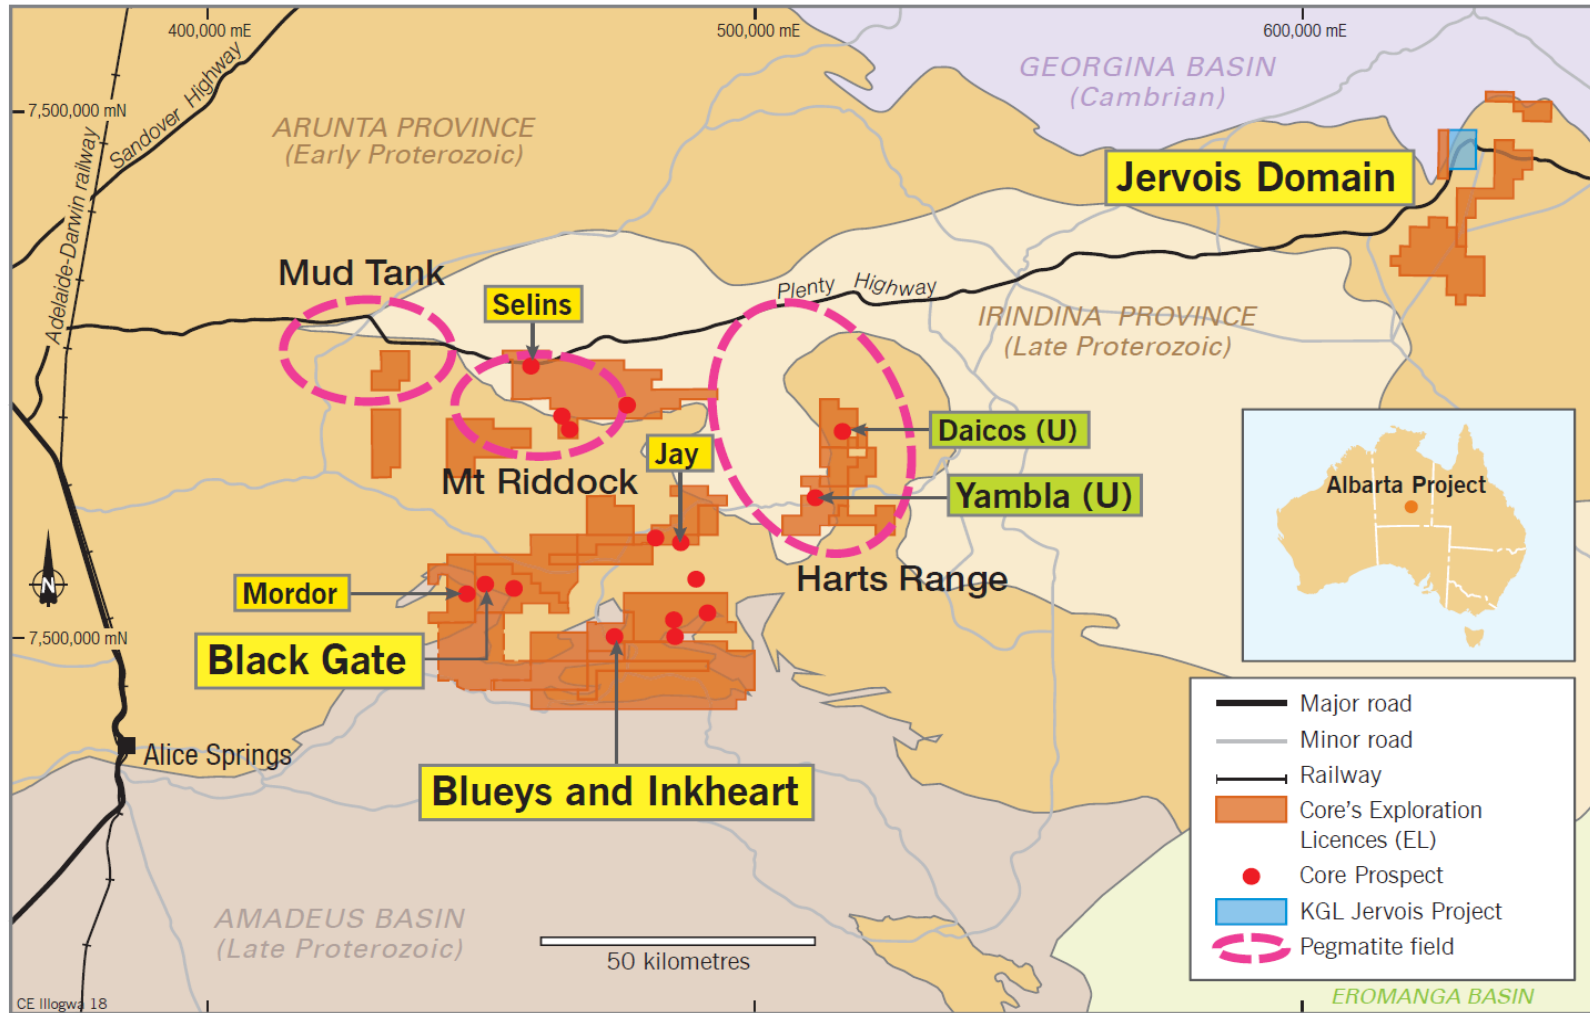 400,000 mE
500,000 mE
600,000 mE
GEORGINA BASIN
(Cambrian)
7,500,000 mN
Sandover Highway
ARUNTA PROVINCE
(Early Proterozoic)
Adelaide-Darwin railway
Jervois Domain
Mud Tank
Selins
Plenty Highway
IRINDINA PROVINCE
(Late Proterozoic)
Daicos (U)
Jay
Mt Riddock
Yambla (U)
Albarta Project
N
Mordor
Harts Range
7,500,000 mN
Black Gate
Alice Springs
Blueys and Inkheart
Major road
Minor road
Railway
Core's Exploration
Licences (EL)
Core Prospect
KGL Jervois Project
Pegmatite field
AMADEUS BASIN
(Late Proterozoic)
50 kilometres
EROMANGA BASIN
CE Illogwa 18